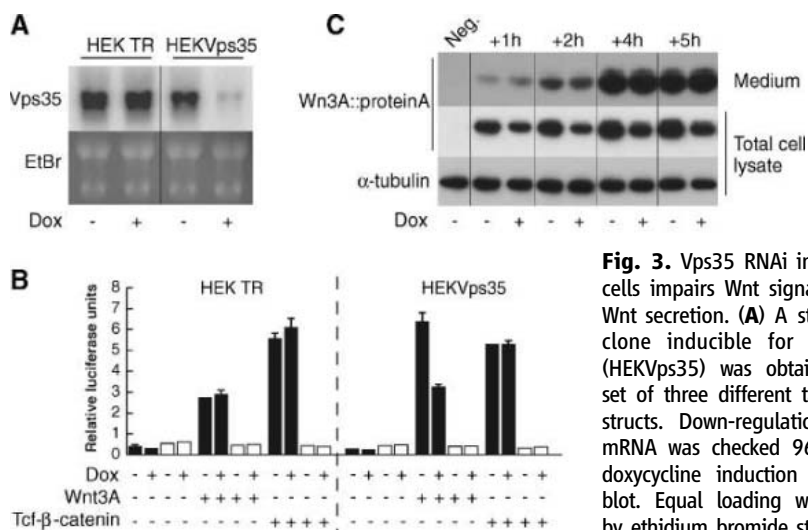 A
HEK TR HEKVps35
Vps35
EtBr
Dox - + - +
C
Neg. +1h +2h +4h +5h
Wn3A::proteinA
Medium
Total cell
lysate
α-tubulin
Dox - - + - + - + - +
B
Relative luciferase units
8
7
6
5
4
3
2
1
0
HEK TR HEKVps35
Dox - + - + - + - + - + - + - + - + - + - + - + - +
Wnt3A - - - - + + + + - - - - - - - - + + + + - - - -
Tcf-β-catenin - - - - - - - - + + + + - - - - - - - - + + + +
Fig. 3. Vps35 RNAi in
cells impairs Wnt signa
Wnt secretion. (A) A st
clone inducible for
(HEKVps35) was obtai
set of three different t
structs. Down-regulatio
mRNA was checked 96
doxycycline induction
blot. Equal loading w
by ethidium bromide st